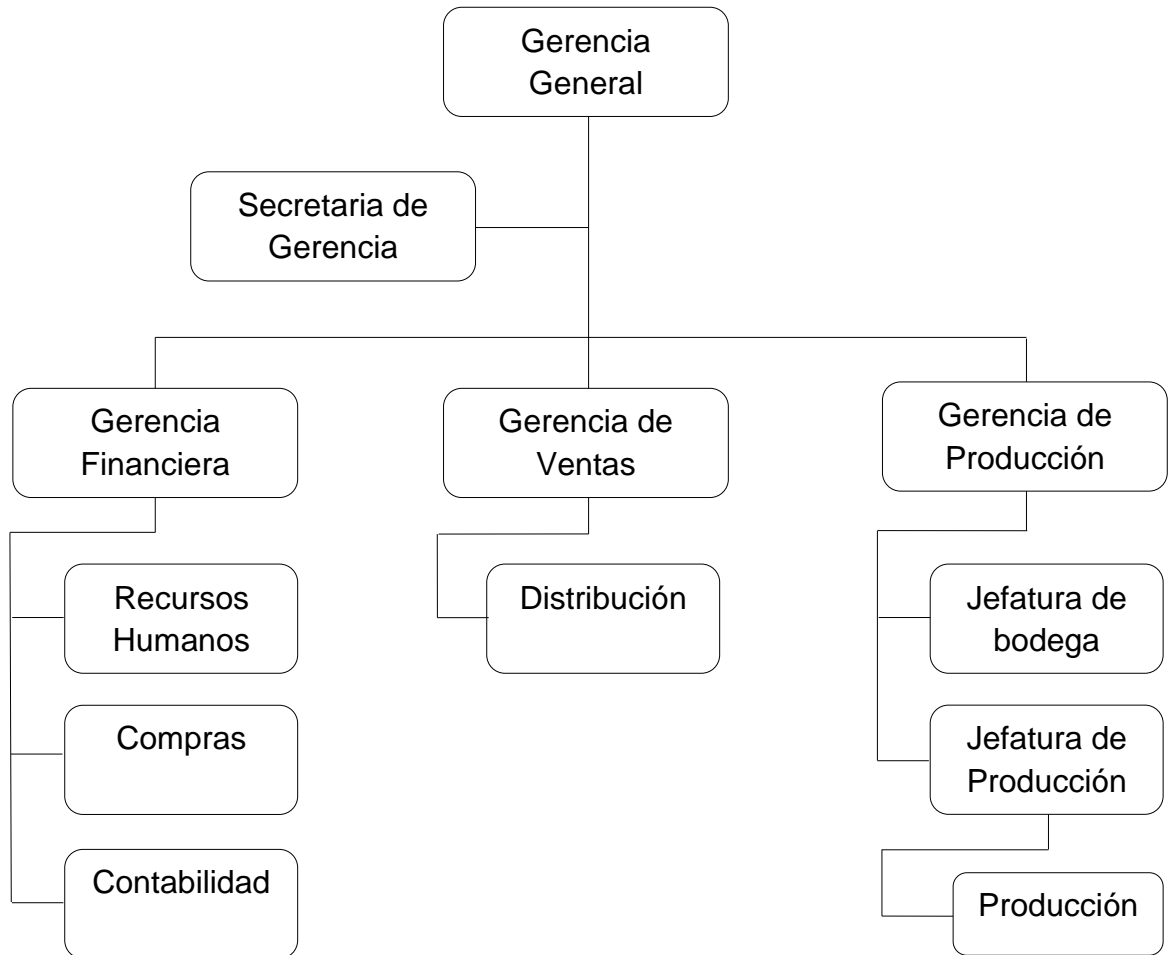 Gerencia
General
Secretaria de
Gerencia
Gerencia
Financiera
Gerencia de
Ventas
Gerencia de
Producción
Recursos
Humanos
Distribución
Jefatura de
bodega
Compras
Jefatura de
Producción
Contabilidad
Producción